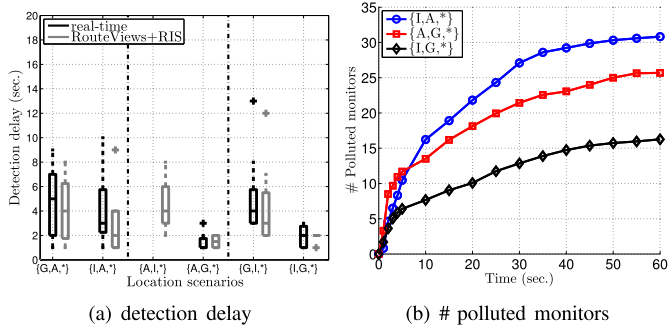 real-time
RouteViews+RIS
Detection delay (sec.)
20
18
16
14
12
10
8
6
4
2
0
{G,A,*} {I,A,*} {A,I,*} {A,G,*} {G,I,*} {I,G,*}
Location scenarios
(a) detection delay
{I,A,*}
{A,G,*}
{I,G,*}
# Polluted monitors
35
30
25
20
15
10
5
0
0 10 20 30 40 50 60
Time (sec.)
(b) # polluted monitors